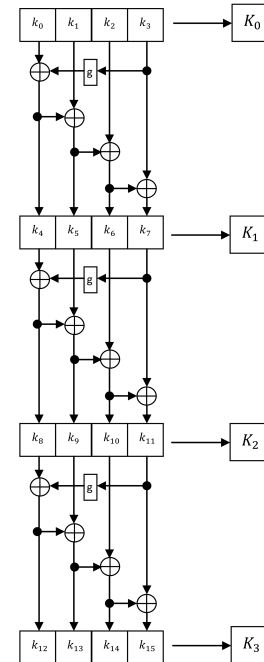 k₀ k₁ k₂ k₃ K₀
g
k₄ k₅ k₆ k₇ K₁
g
k₈ k₉ k₁₀ k₁₁ K₂
g
k₁₂ k₁₃ k₁₄ k₁₅ K₃